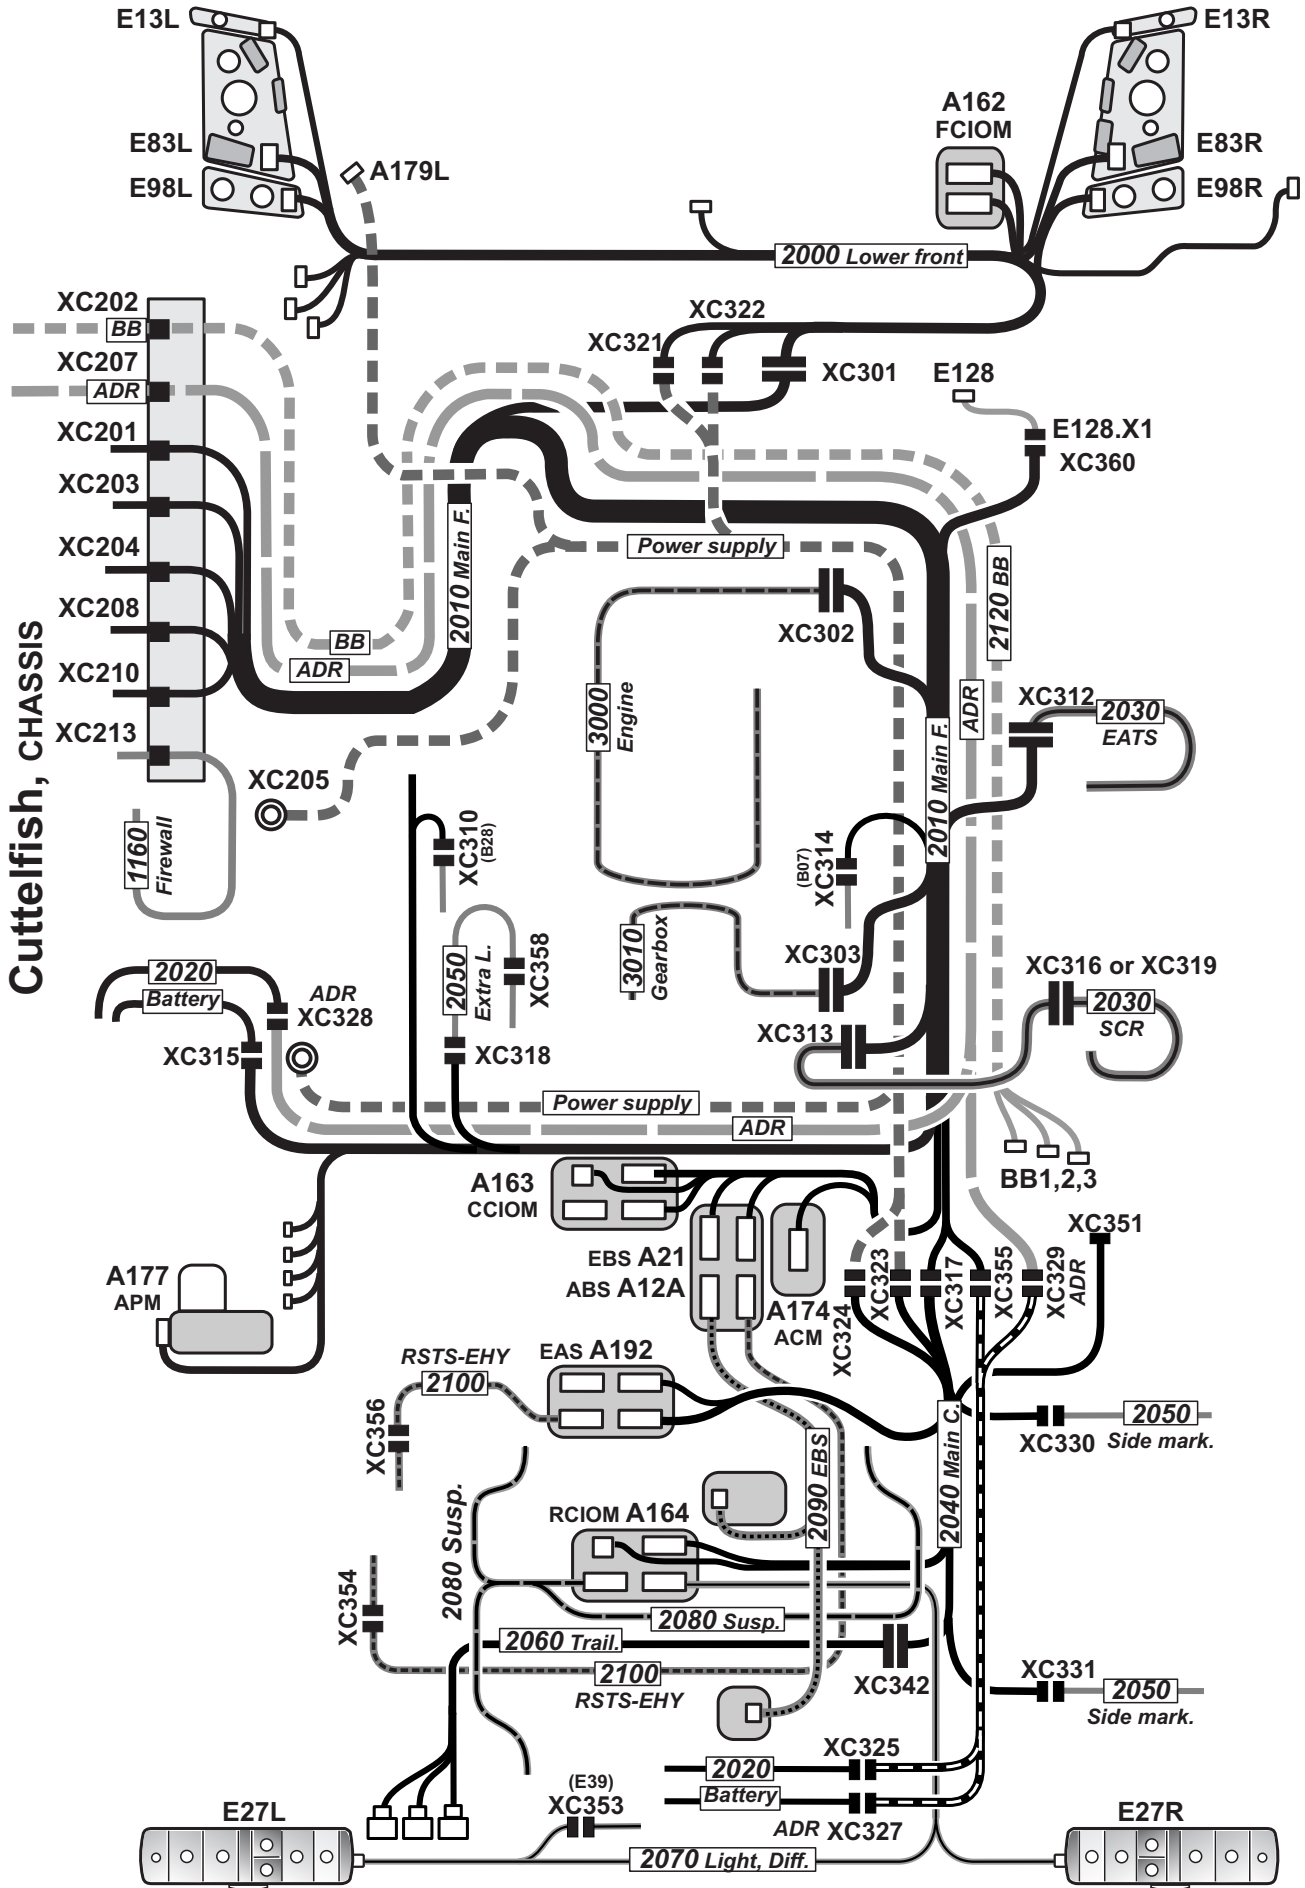 E13L
E13R
A162
FCIOM
E83L
E83R
A179L
E98L
E98R
2000 Lower front
XC202
BB
XC322
XC321
XC207
ADR
XC301
E128
XC201
E128.X1
XC360
XC203
2010 Main F.
Power supply
XC204
2120 BB
XC208
XC302
BB
ADR
Cuttelfish, CHASSIS
XC210
ADR
XC312
2030
EATS
3000
Engine
XC213
XC205
2010 Main F.
1160
Firewall
XC310
(B28)
(B07)
XC314
2050
Extra L.
XC358
3010
Gearbox
XC303
XC316 or XC319
2030
SCR
2020
Battery
ADR
XC328
XC313
XC315
XC318
Power supply
ADR
A163
CCIOM
BB1,2,3
XC351
EBS A21
ABS A12A
XC323
XC317
XC355
XC329
ADR
A177
APM
A174
ACM
XC324
RSTS-EHY
2100
EAS A192
XC356
2050
XC330
Side mark.
2090 EBS
2040 Main C.
2080 Susp.
RCIOM A164
XC354
2080 Susp.
2060 Trail.
2100
RSTS-EHY
XC342
XC331
2050
Side mark.
XC325
2020
Battery
(E39)
XC353
ADR XC327
E27L
E27R
2070 Light, Diff.